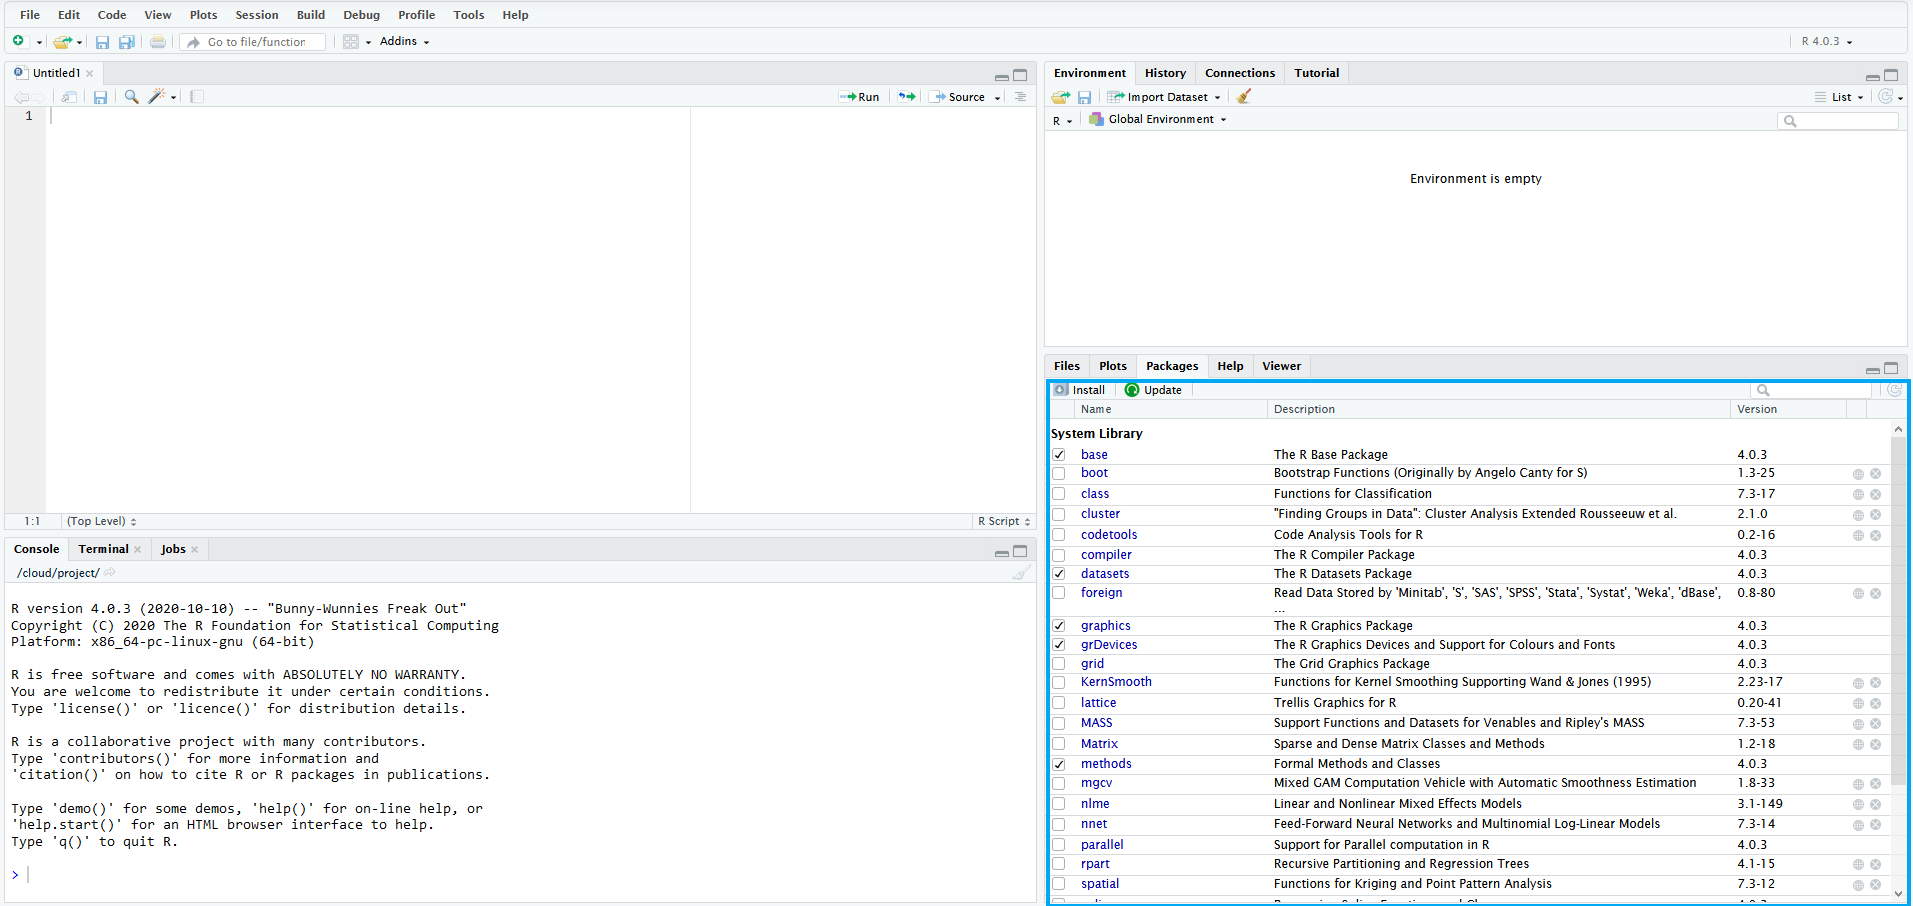 File Edit Code View Plots Session Build Debug Profile Tools Help
Go to file/function Addins R 4.0.3
Untitled1
Run Source
1
1:1 (Top Level) R Script
Console Terminal Jobs
/cloud/project/
R version 4.0.3 (2020-10-10) -- "Bunny-Wunnies Freak Out"
Copyright (C) 2020 The R Foundation for Statistical Computing
Platform: x86_64-pc-linux-gnu (64-bit)
R is free software and comes with ABSOLUTELY NO WARRANTY.
You are welcome to redistribute it under certain conditions.
Type 'license()' or 'licence()' for distribution details.
R is a collaborative project with many contributors.
Type 'contributors()' for more information and
'citation()' on how to cite R or R packages in publications.
Type 'demo()' for some demos, 'help()' for on-line help, or
'help.start()' for an HTML browser interface to help.
Type 'q()' to quit R.
>
Environment History Connections Tutorial
Import Dataset List
R Global Environment
Environment is empty
Files Plots Packages Help Viewer
Install Update
Name Description Version
System Library
base The R Base Package 4.0.3
boot Bootstrap Functions (Originally by Angelo Canty for S) 1.3-25
class Functions for Classification 7.3-17
cluster "Finding Groups in Data": Cluster Analysis Extended Rousseeuw et al. 2.1.0
codetools Code Analysis Tools for R 0.2-16
compiler The R Compiler Package 4.0.3
datasets The R Datasets Package 4.0.3
foreign Read Data Stored by 'Minitab', 'S', 'SAS', 'SPSS', 'Stata', 'Systat', 'Weka', 'dBase', 0.8-80
...
graphics The R Graphics Package 4.0.3
grDevices The R Graphics Devices and Support for Colours and Fonts 4.0.3
grid The Grid Graphics Package 4.0.3
KernSmooth Functions for Kernel Smoothing Supporting Wand & Jones (1995) 2.23-17
lattice Trellis Graphics for R 0.20-41
MASS Support Functions and Datasets for Venables and Ripley's MASS 7.3-53
Matrix Sparse and Dense Matrix Classes and Methods 1.2-18
methods Formal Methods and Classes 4.0.3
mgcv Mixed GAM Computation Vehicle with Automatic Smoothness Estimation 1.8-33
nlme Linear and Nonlinear Mixed Effects Models 3.1-149
nnet Feed-Forward Neural Networks and Multinomial Log-Linear Models 7.3-14
parallel Support for Parallel computation in R 4.0.3
rpart Recursive Partitioning and Regression Trees 4.1-15
spatial Functions for Kriging and Point Pattern Analysis 7.3-12